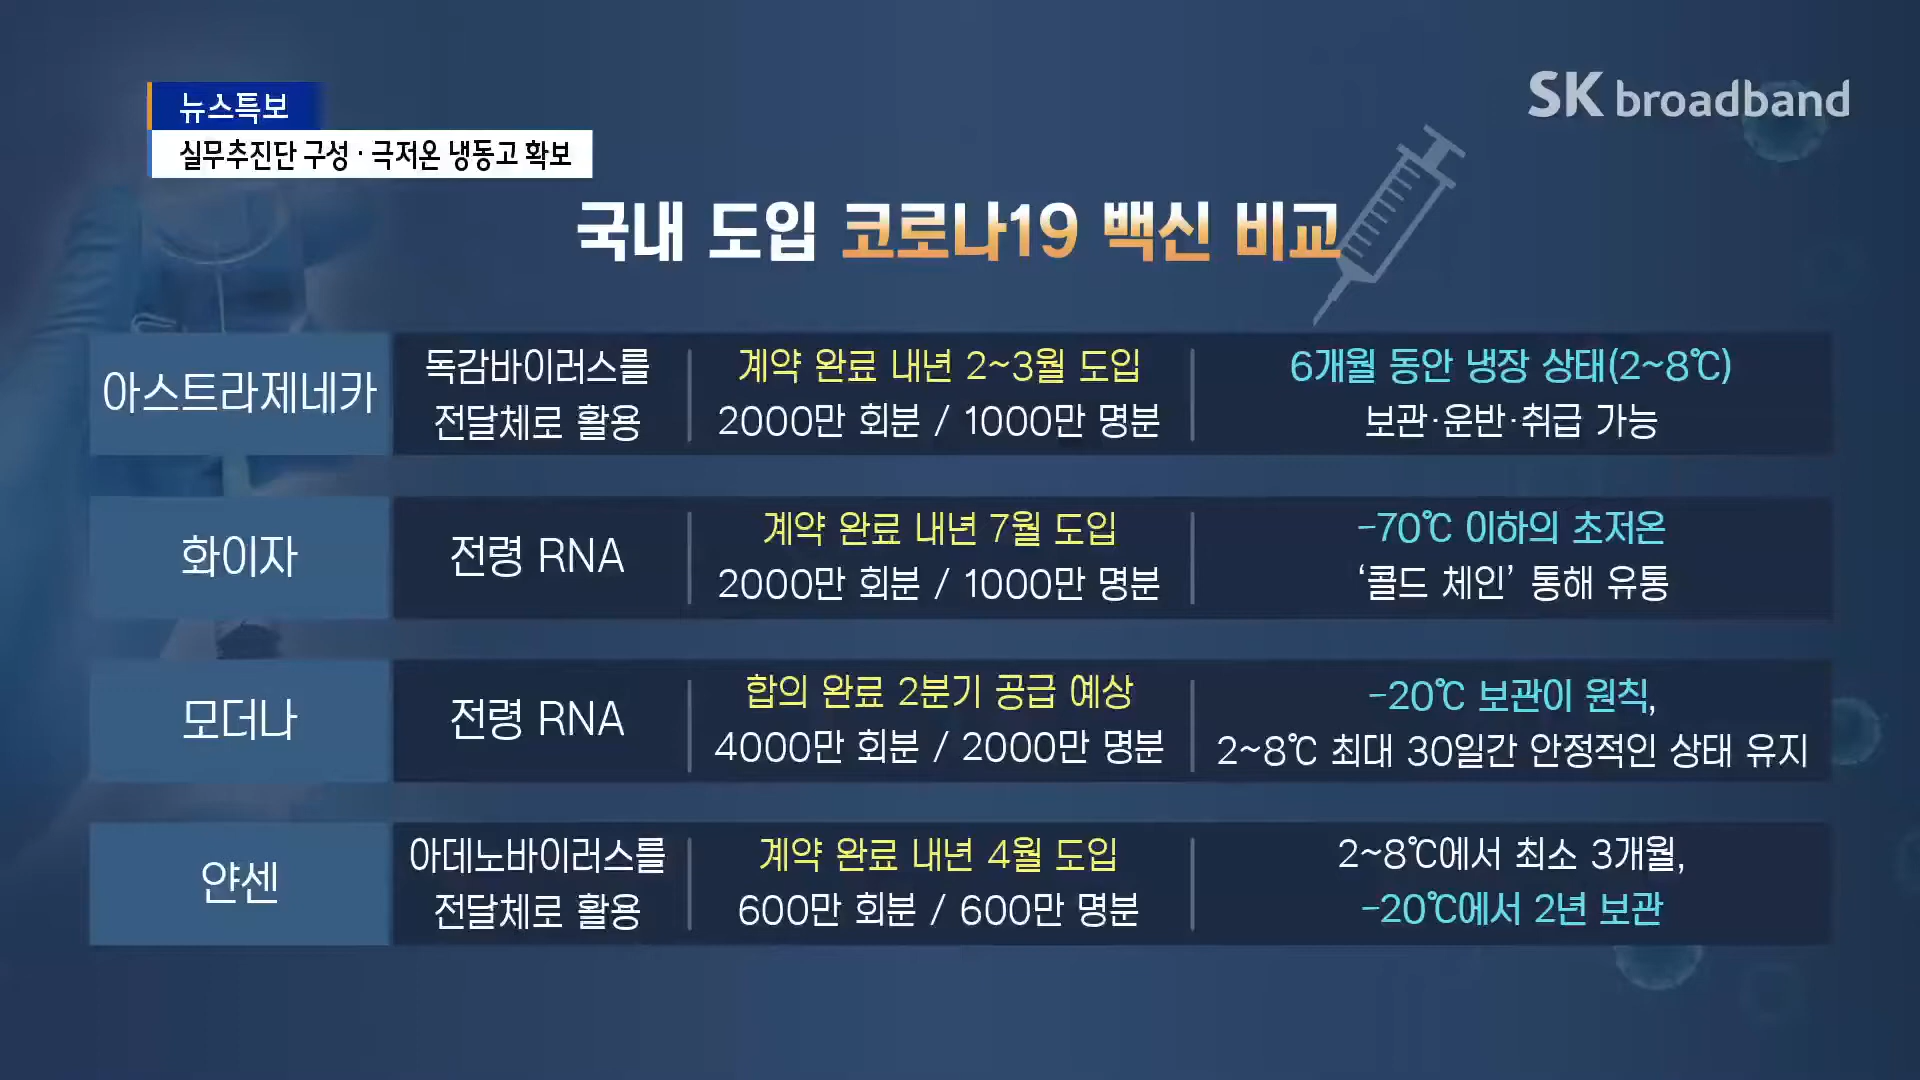 뉴스특보
SK broadband
실무추진단 구성·극저온 냉동고 확보
국내 도입 코로나19 백신 비교
아스트라제네카
독감바이러스를
전달체로 활용
계약 완료 내년 2~3월 도입
2000만 회분 / 1000만 명분
6개월 동안 냉장 상태(2~8℃)
보관·운반·취급 가능
화이자
전령 RNA
계약 완료 내년 7월 도입
2000만 회분 / 1000만 명분
-70℃ 이하의 초저온
‘콜드 체인’ 통해 유통
모더나
전령 RNA
합의 완료 2분기 공급 예상
4000만 회분 / 2000만 명분
-20℃ 보관이 원칙,
2~8℃ 최대 30일간 안정적인 상태 유지
얀센
아데노바이러스를
전달체로 활용
계약 완료 내년 4월 도입
600만 회분 / 600만 명분
2~8℃에서 최소 3개월,
-20℃에서 2년 보관